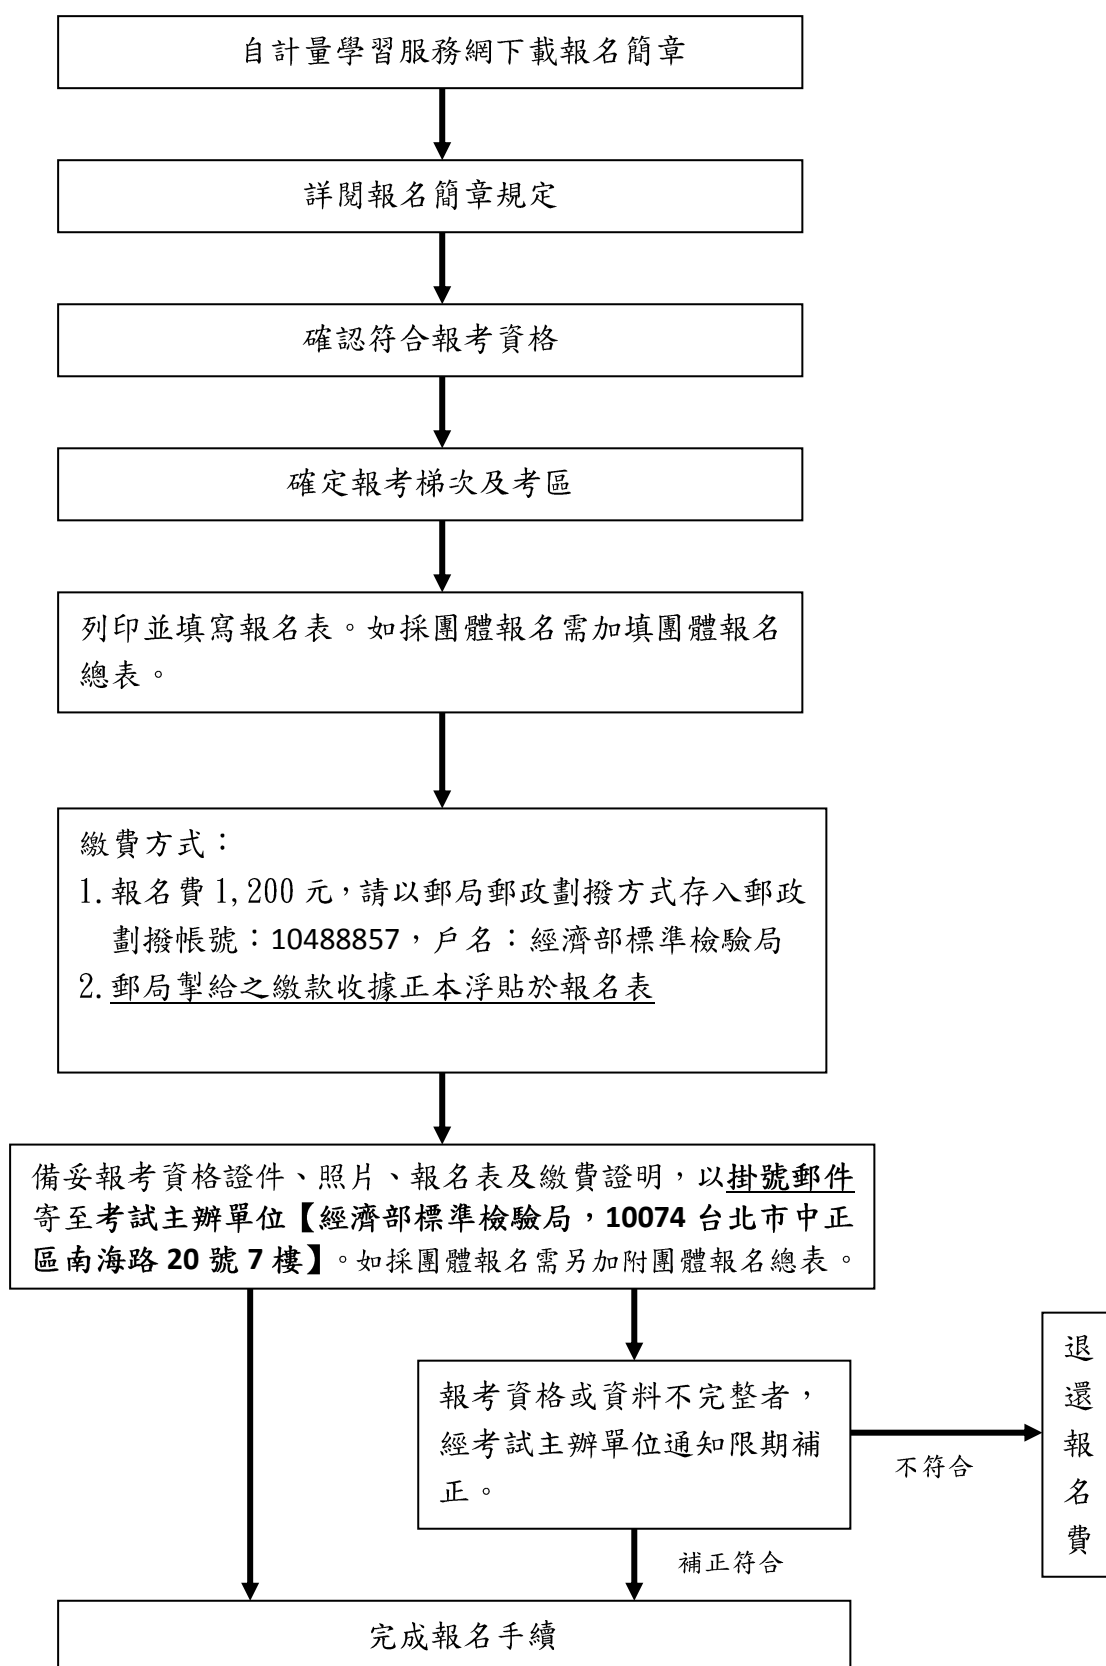 自計量學習服務網下載報名簡章
詳閱報名簡章規定
確認符合報考資格
確定報考梯次及考區
列印並填寫報名表。如採團體報名需加填團體報名
總表。
繳費方式：
1. 報名費 1,200 元，請以郵局郵政劃撥方式存入郵政
劃撥帳號：10488857，戶名：經濟部標準檢驗局
2. 郵局掣給之繳款收據正本浮貼於報名表
備妥報考資格證件、照片、報名表及繳費證明，以掛號郵件
寄至考試主辦單位【經濟部標準檢驗局，10074 台北市中正
區南海路 20 號 7 樓】。如採團體報名需另加附團體報名總表。
報考資格或資料不完整者，
經考試主辦單位通知限期補
正。
不符合
退
還
報
名
費
補正符合
完成報名手續